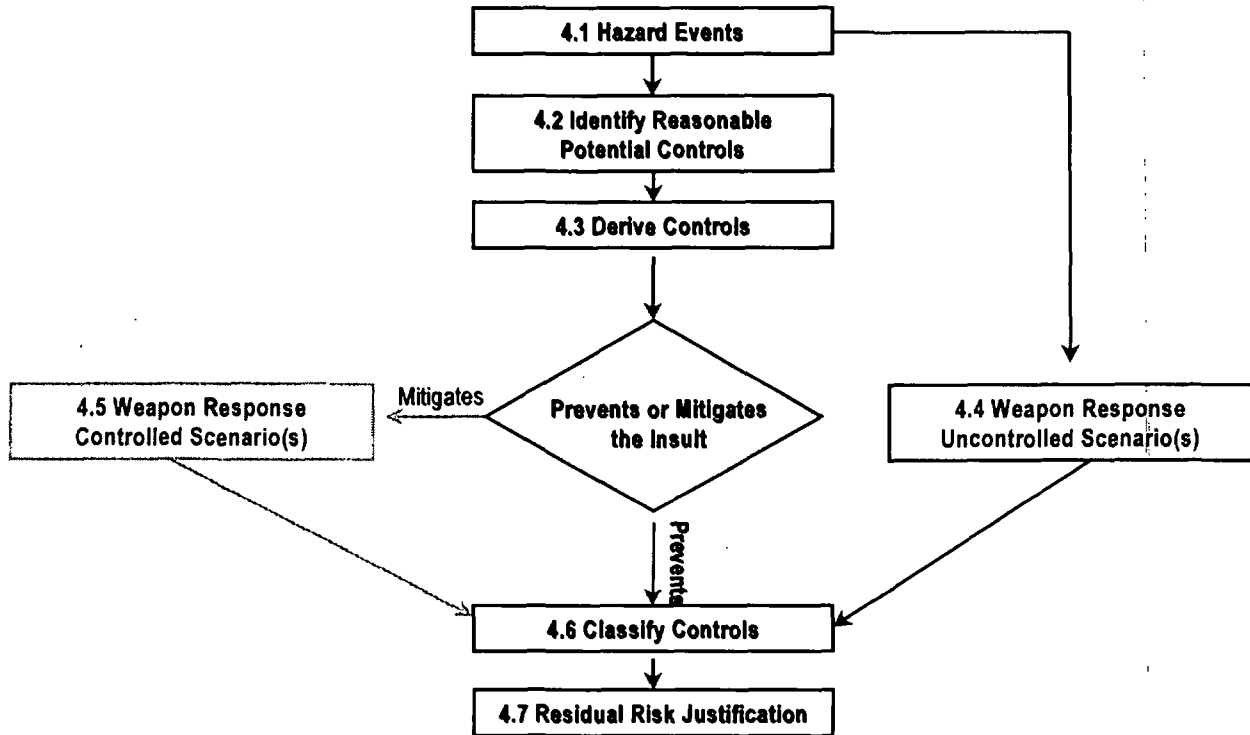 4.1 Hazard Events
4.2 Identify Reasonable
Potential Controls
4.3 Derive Controls
Mitigates
Prevents or Mitigates
the Insult
4.5 Weapon Response
Controlled Scenario(s)
4.4 Weapon Response
Uncontrolled Scenario(s)
Prevents
4.6 Classify Controls
4.7 Residual Risk Justification